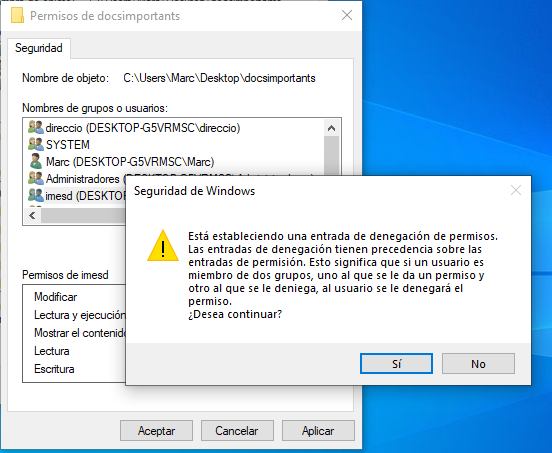 Permisos de docsimportants
Seguridad
Nombre de objeto: C:\Users\Marc\Desktop\docsimportants
Nombres de grupos o usuarios:
direccio (DESKTOP-G5VRMSC\direccio)
SYSTEM
Marc (DESKTOP-G5VRMSC\Marc)
Administradores
imesd
Permisos de imesd
Modificar
Lectura y ejecución
Mostrar el contenido
Lectura
Escritura
Aceptar
Cancelar
Aplicar
Seguridad de Windows
Está estableciendo una entrada de denegación de permisos.
Las entradas de denegación tienen precedencia sobre las
entradas de permisión. Esto significa que si un usuario es
miembro de dos grupos, uno al que se le da un permiso y
otro al que se le deniega, al usuario se le denegará el
permiso.
¿Desea continuar?
Sí
No